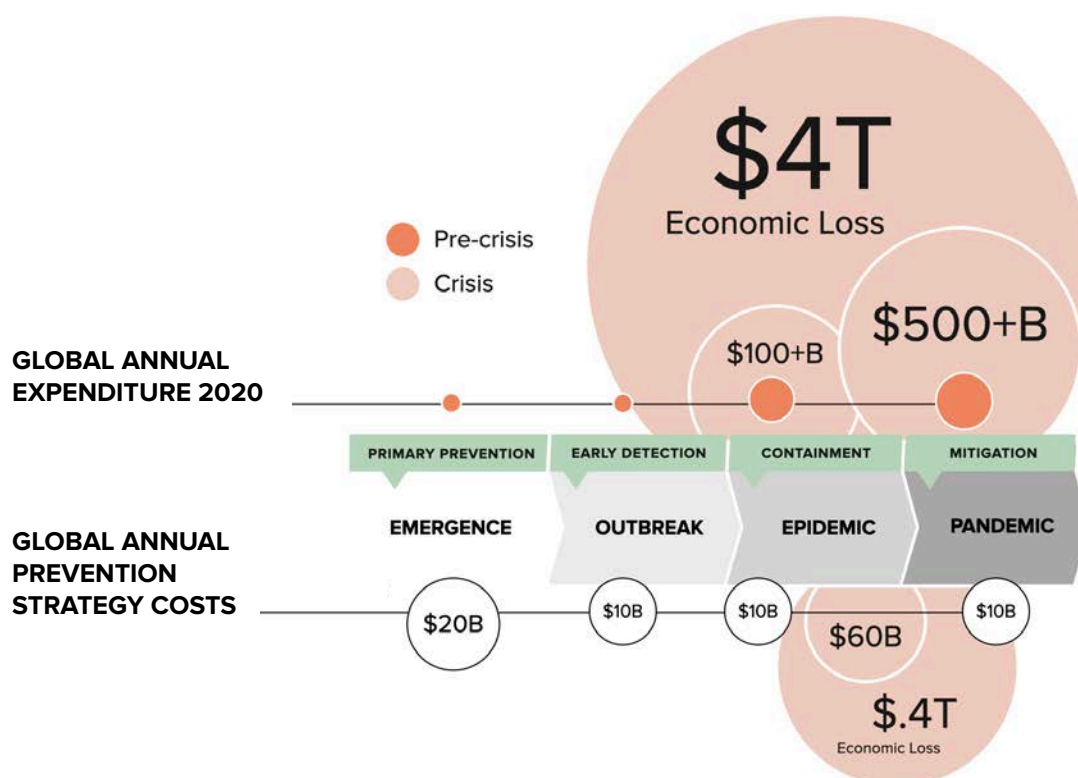 $4T
Economic Loss
Pre-crisis
Crisis
$500+B
$100+B
GLOBAL ANNUAL
EXPENDITURE 2020
PRIMARY PREVENTION
EARLY DETECTION
CONTAINMENT
MITIGATION
EMERGENCE
OUTBREAK
EPIDEMIC
PANDEMIC
GLOBAL ANNUAL
PREVENTION
STRATEGY COSTS
$20B
$10B
$10B
$10B
$60B
$.4T
Economic Loss